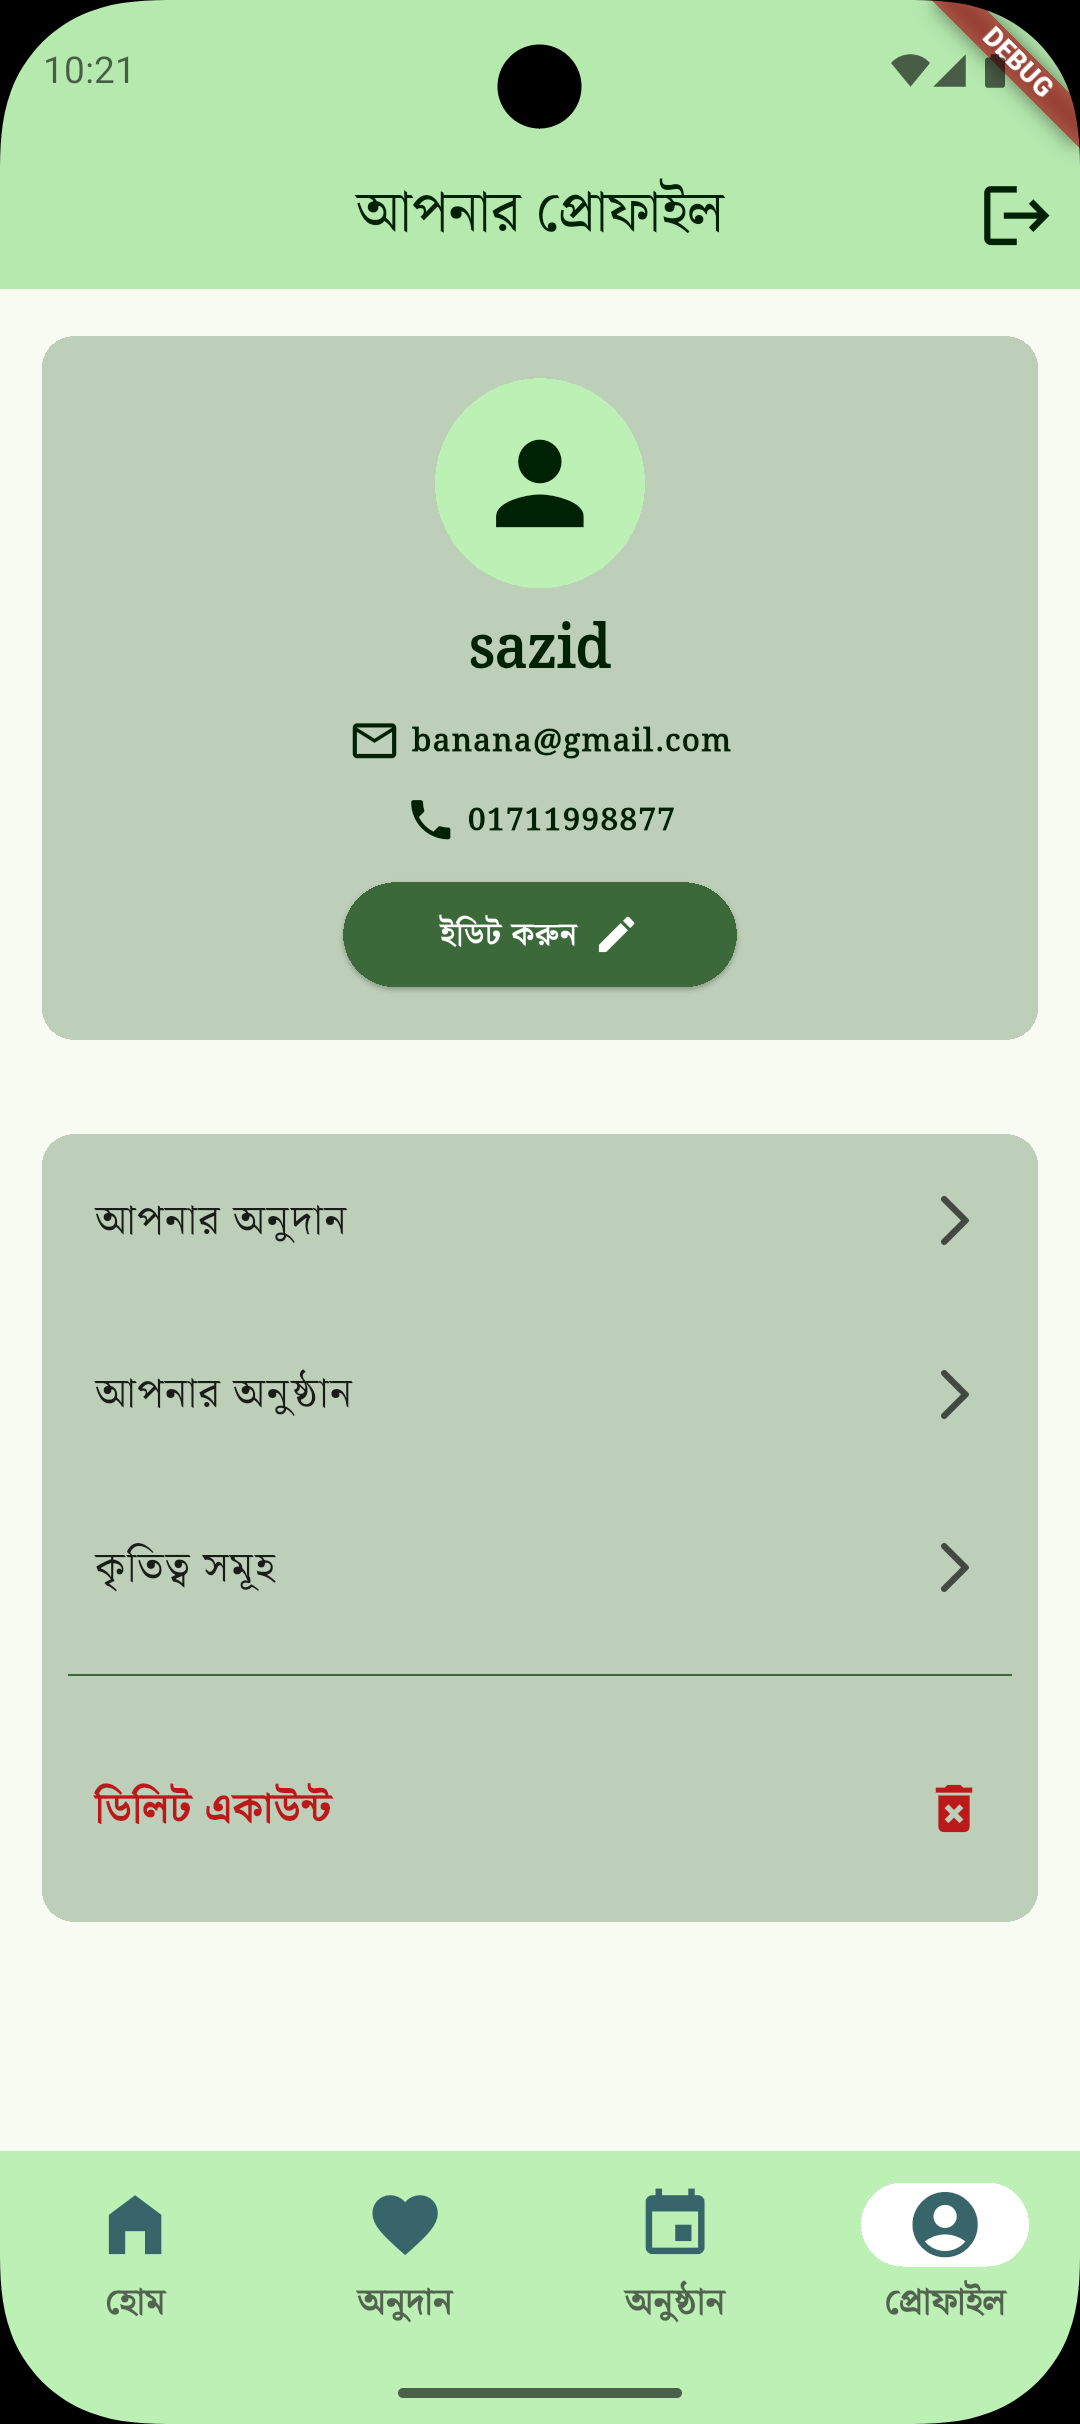 10:21
DEBUG
আপনার প্রোফাইল
sazid
banana@gmail.com
01711998877
ইডিট করুন
আপনার অনুদান
আপনার অনুষ্ঠান
কৃতিত্ব সমূহ
ডিলিট একাউন্ট
হোম অনুদান অনুষ্ঠান প্রোফাইল